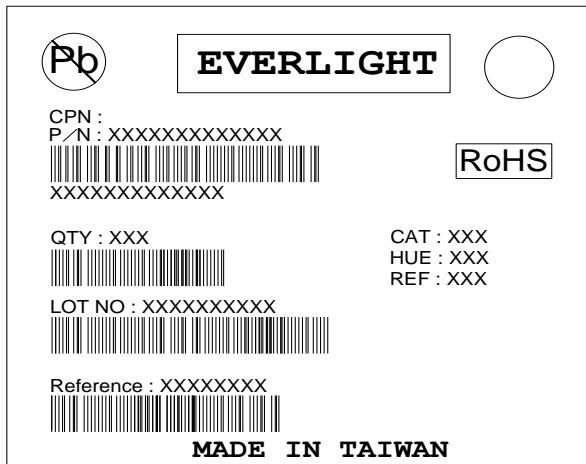 Pb
EVERLIGHT
CPN :
P/N : XXXXXXXXXXXXX
RoHS
XXXXXXXXXXXXX
QTY : XXX
CAT : XXX
HUE : XXX
REF : XXX
LOT NO : XXXXXXXXXX
Reference : XXXXXXXX
MADE IN TAIWAN